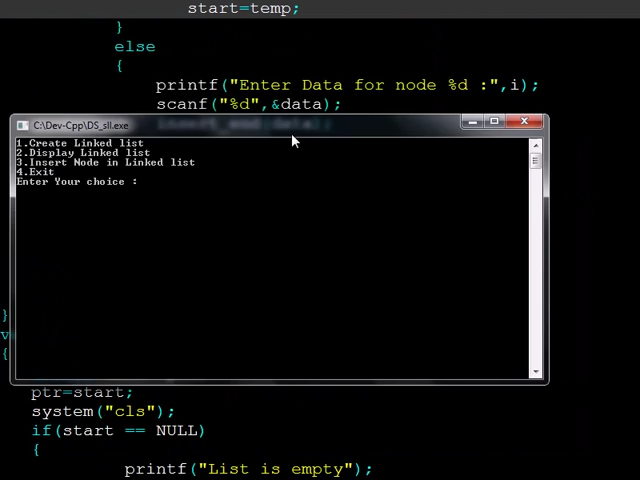 start=temp;
}
else
{
printf("Enter Data for node %d :",i);
scanf("%d",&data);
C:\Dev-Cpp\DS_sll.exe
1.Create Linked list
2.Display Linked list
3.Insert Node in Linked list
4.Exit
Enter Your choice :
}
v
{
ptr=start;
system("cls");
if(start == NULL)
{
printf("List is empty");